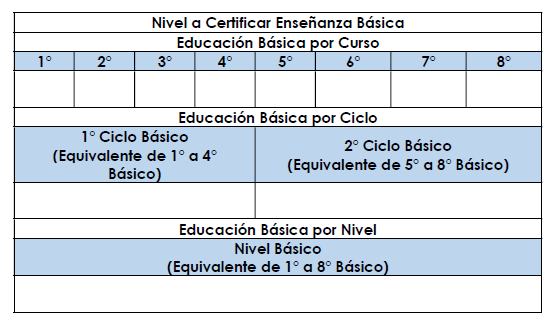 Nivel a Certificar Enseñanza Básica
Educación Básica por Curso
1° 2° 3° 4° 5° 6° 7° 8°
Educación Básica por Ciclo
1° Ciclo Básico
(Equivalente de 1° a 4°
Básico)
2° Ciclo Básico
(Equivalente de 5° a 8° Básico)
Educación Básica por Nivel
Nivel Básico
(Equivalente de 1° a 8° Básico)